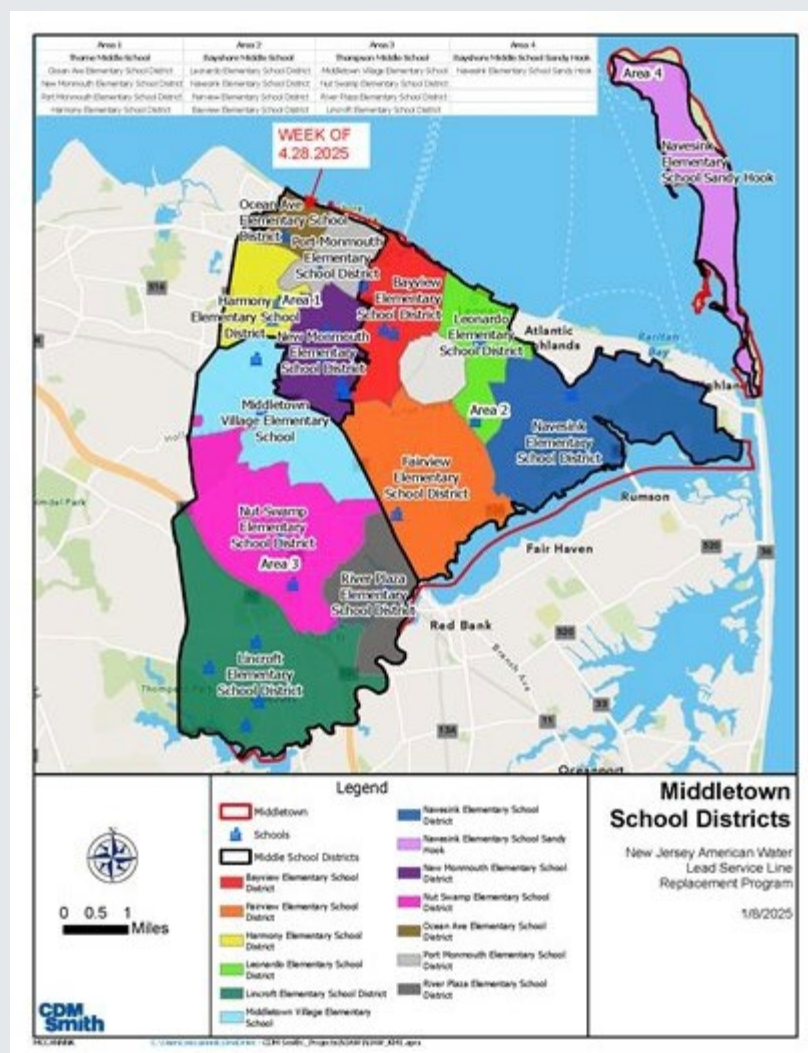 Area 1
Area 2
Area 3
Area 4
Thorne Middle School
Bayshore Middle School
Thompson Middle School
Bayshore Middle School Sandy Hook
Ocean Ave Elementary School District
Leonardo Elementary School District
Middletown Village Elementary School
Navesink Elementary School Sandy Hook
New Monmouth Elementary School District
Navesink Elementary School District
Nut Swamp Elementary School District
Port Monmouth Elementary School District
Fairview Elementary School District
River Plaza Elementary School District
Harmony Elementary School District
Bayview Elementary School District
Lincroft Elementary School District
WEEK OF
4.28.2025
Area 4
Navesink
Elementary
School Sandy Hook
Ocean Ave
Elementary School
District
Port Monmouth
Elementary
School District
Bayview
Elementary
School District
Harmony
Elementary School
District
Area 1
New Monmouth
Elementary
School District
Leonardo
Elementary
School District
Atlantic
Highlands
Raritan
Bay
Middletown
Village Elementary
School
Area 2
Navesink
Elementary
School District
Fairview
Elementary
School District
Nut Swamp
Elementary
School District
Area 3
River Plaza
Elementary
School District
Rumson
Fair Haven
520
36
Red Bank
520
Branch Ave
Lincroft
Elementary
School District
33
15
Oceanport
Legend
Middletown
Schools
Middle School Districts
Bayview Elementary School
District
Fairview Elementary School
District
Harmony Elementary School
District
Leonardo Elementary School
District
Lincroft Elementary School District
Middletown Village Elementary
School
Navesink Elementary School
District
Navesink Elementary School Sandy
Hook
New Monmouth Elementary School
District
Nut Swamp Elementary School
District
Ocean Ave Elementary School
District
Port Monmouth Elementary School
District
River Plaza Elementary School
District
0 0.5 1
Miles
Middletown
School Districts
New Jersey American Water
Lead Service Line
Replacement Program
1/8/2025
CDM
Smith